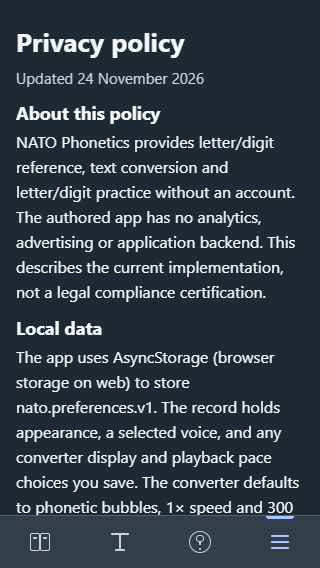 Privacy policy
Updated 24 November 2026
About this policy
NATO Phonetics provides letter/digit
reference, text conversion and
letter/digit practice without an account.
The authored app has no analytics,
advertising or application backend. This
describes the current implementation,
not a legal compliance certification.
Local data
The app uses AsyncStorage (browser
storage on web) to store
nato.preferences.v1. The record holds
appearance, a selected voice, and any
converter display and playback pace
choices you save. The converter defaults
to phonetic bubbles, 1× speed and 300